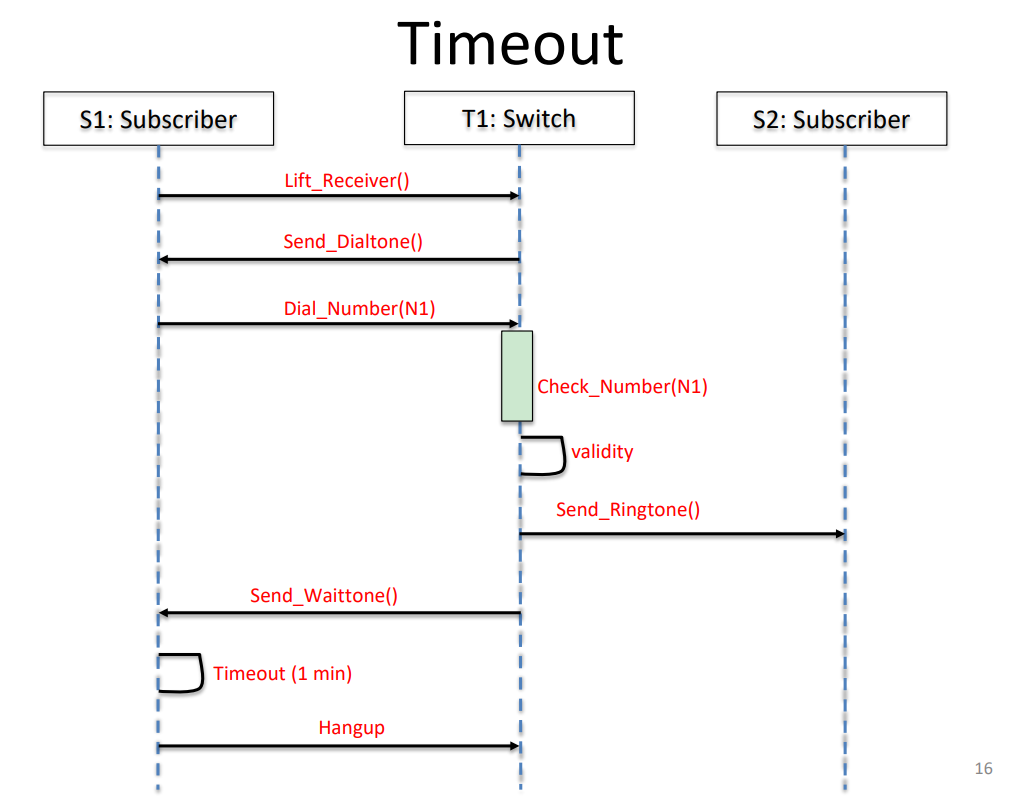 Timeout
S1: Subscriber
T1: Switch
S2: Subscriber
Lift_Receiver()
Send_Dialtone()
Dial_Number(N1)
Check_Number(N1)
validity
Send_Ringtone()
Send_Waittone()
Timeout (1 min)
Hangup
16